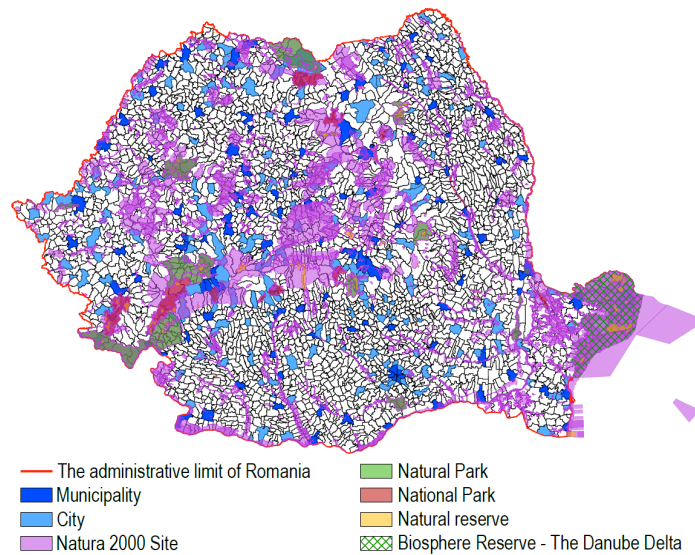 The administrative limit of Romania
Municipality
City
Natura 2000 Site
Natural Park
National Park
Natural reserve
Biosphere Reserve - The Danube Delta